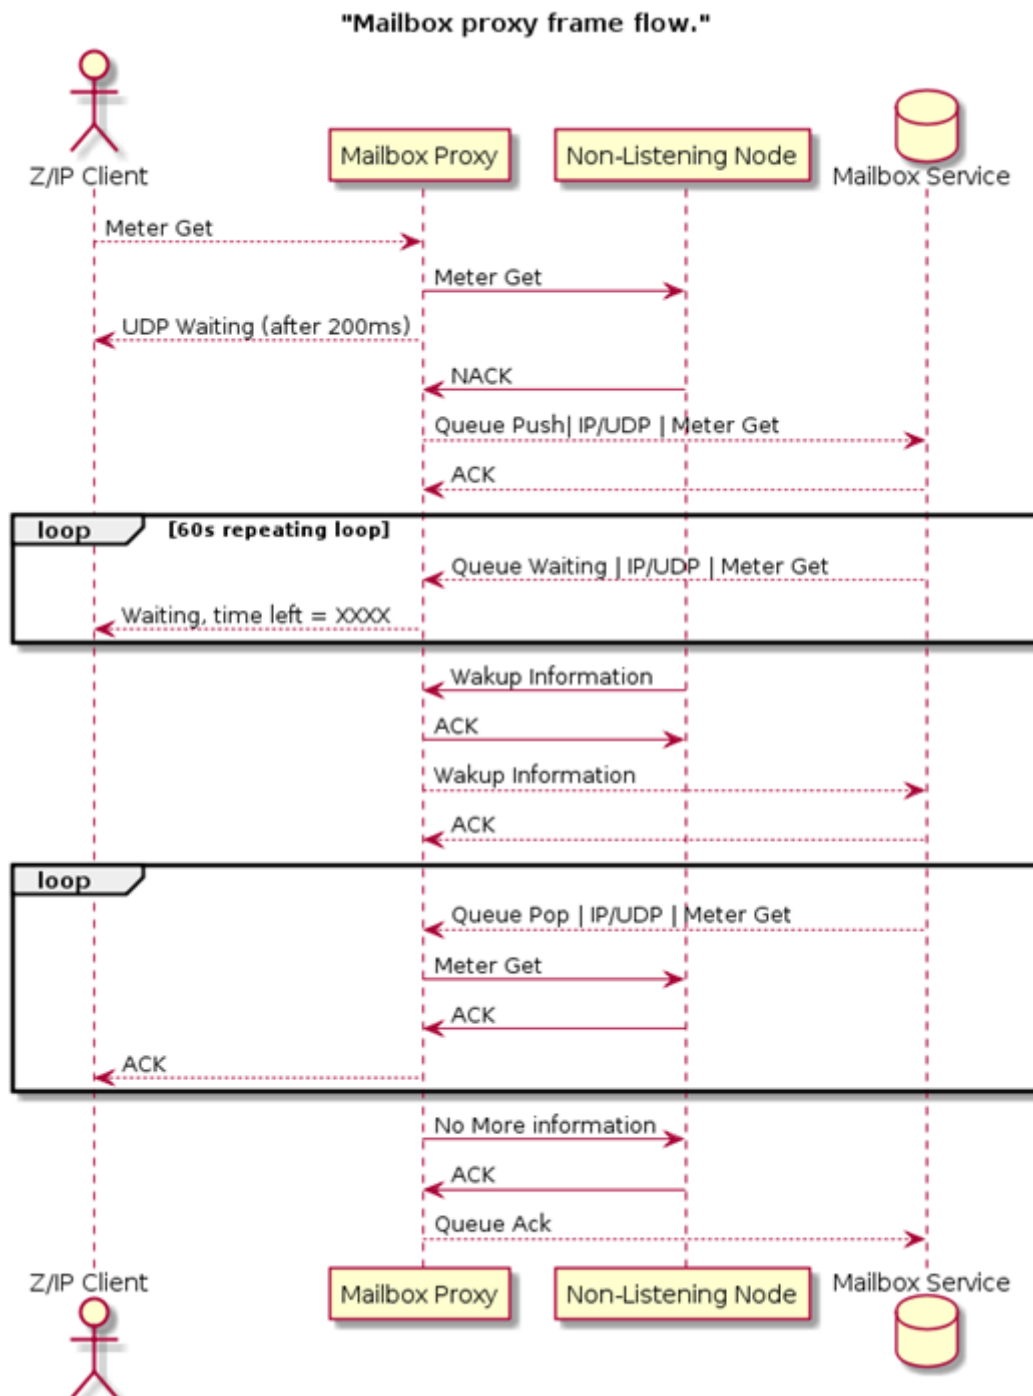 "Mailbox proxy frame flow."
Z/IP Client
Mailbox Proxy
Non-Listening Node
Mailbox Service
Meter Get
Meter Get
UDP Waiting (after 200ms)
NACK
Queue Push| IP/UDP | Meter Get
ACK
loop [60s repeating loop]
Queue Waiting | IP/UDP | Meter Get
Waiting, time left = XXXX
Wakup Information
ACK
Wakup Information
ACK
loop
Queue Pop | IP/UDP | Meter Get
Meter Get
ACK
ACK
No More information
ACK
Queue Ack
Z/IP Client
Mailbox Proxy
Non-Listening Node
Mailbox Service